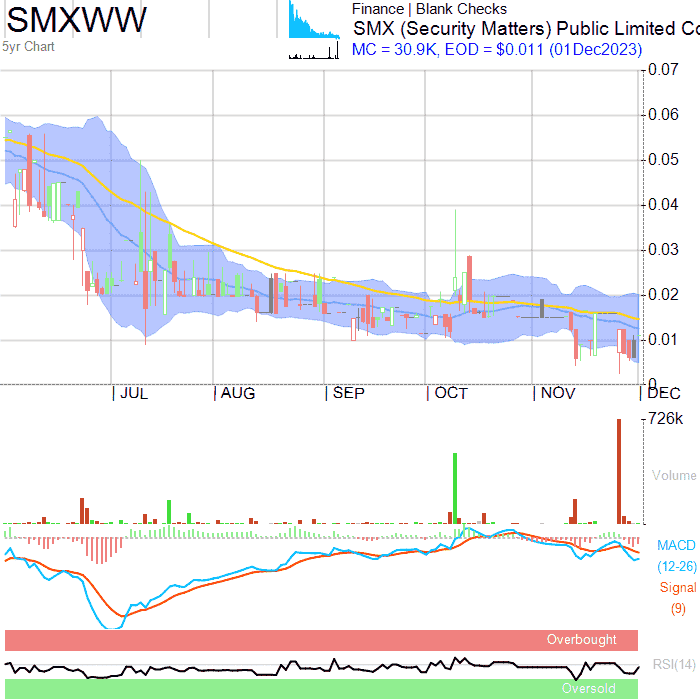 SMXWW
5yr Chart
Finance | Blank Checks
SMX (Security Matters) Public Limited Co
MC = 30.9K, EOD = $0.011 (01Dec2023)
0.07
0.06
0.05
0.04
0.03
0.02
0.01
0
JUL
AUG
SEP
OCT
NOV
DEC
726k
Volume
MACD
(12-26)
Signal
(9)
Overbought
RSI(14)
Oversold